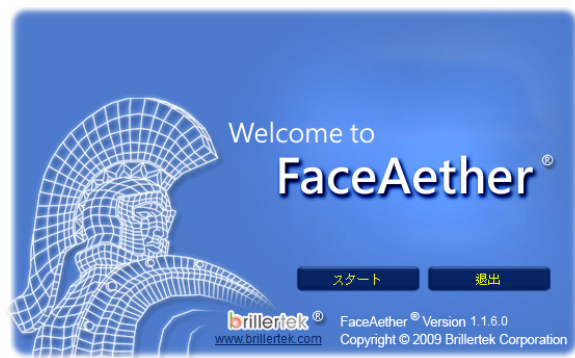 Welcome to
FaceAether ®
スタート 退出
brillertek ® FaceAether ® Version 1.1.6.0
www.brillertek.com Copyright © 2009 Brillertek Corporation